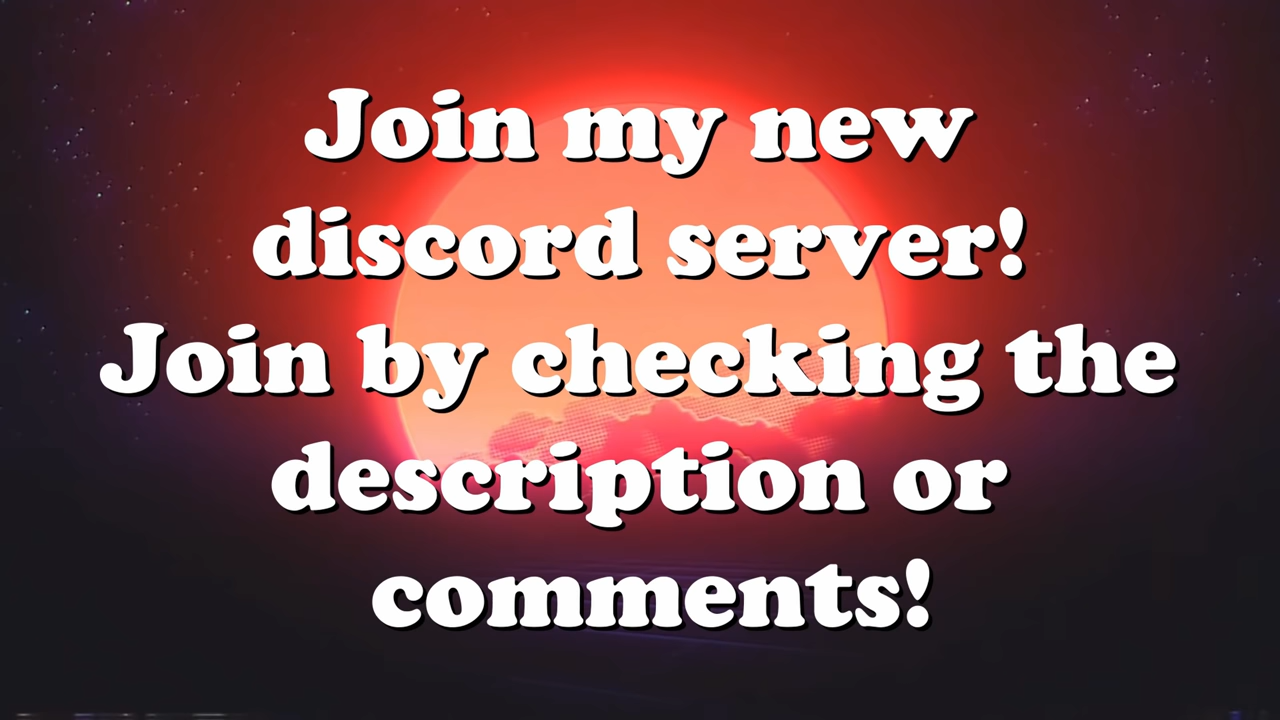 Join my new
discord server!
Join by checking the
description or
comments!